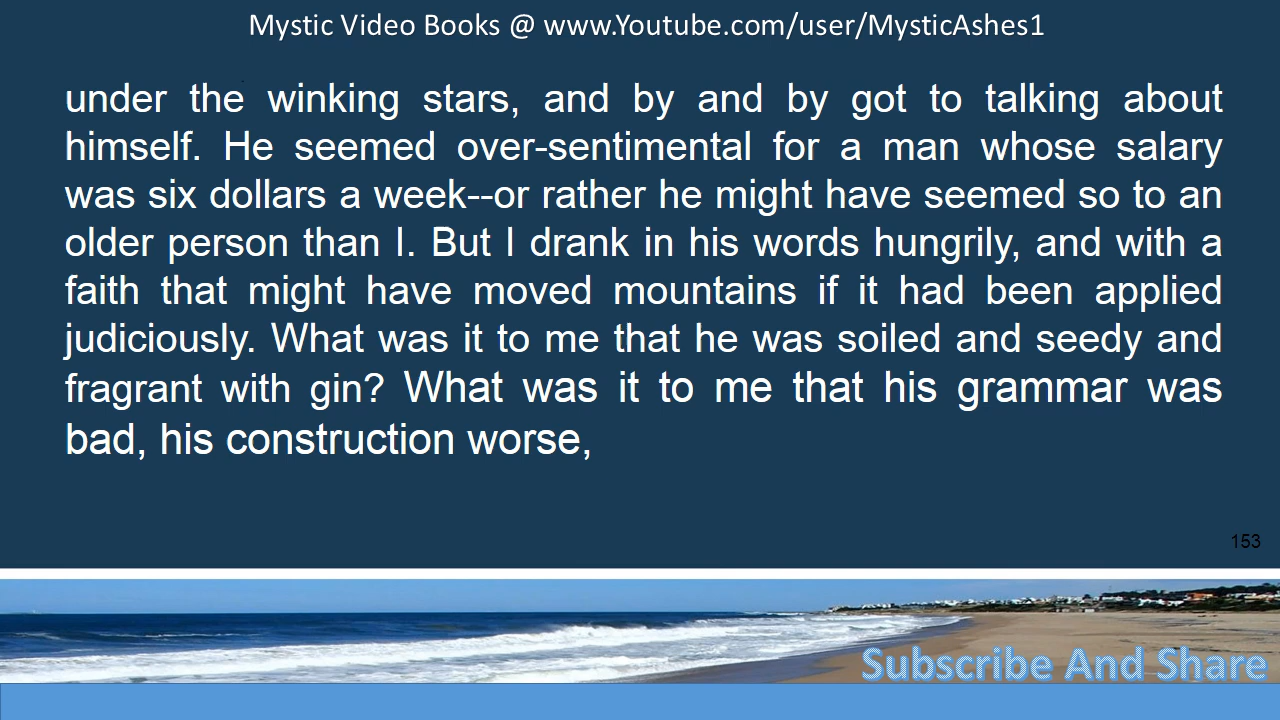 Mystic Video Books @ www.Youtube.com/user/MysticAshes1
under the winking stars, and by and by got to talking about
himself. He seemed over-sentimental for a man whose salary
was six dollars a week--or rather he might have seemed so to an
older person than I. But I drank in his words hungrily, and with a
faith that might have moved mountains if it had been applied
judiciously. What was it to me that he was soiled and seedy and
fragrant with gin? What was it to me that his grammar was
bad, his construction worse,
153
Subscribe And Share